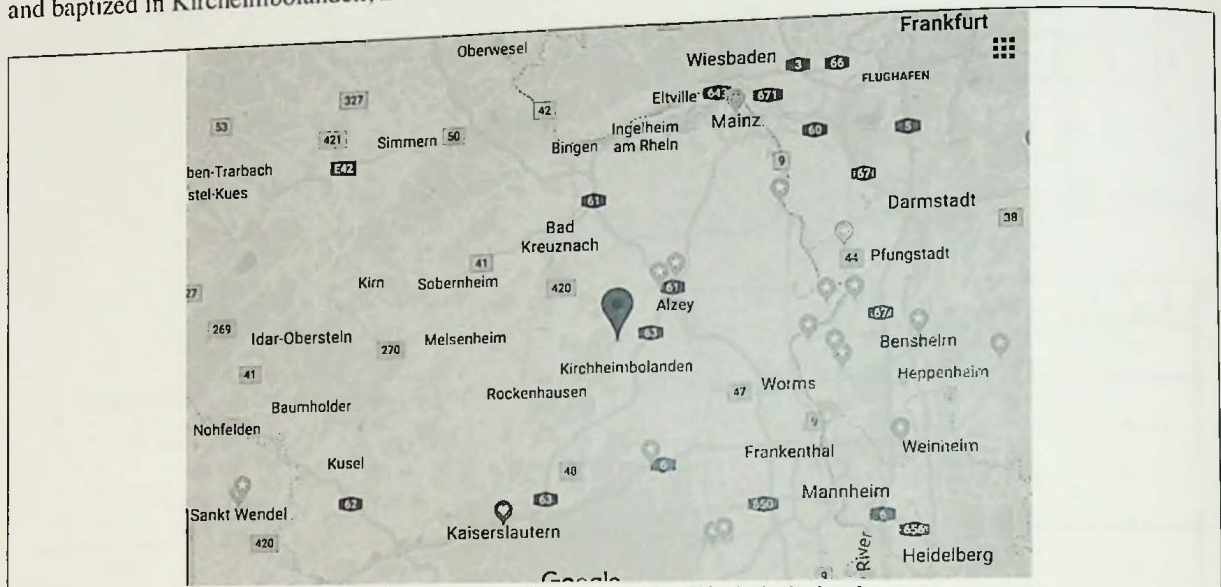 and baptized in Kircheimbolanden,
Frankfurt
Oberwesel
Wiesbaden 3 66
FLUGHAFEN
327
Eltville 643 671
42
Ingelheim
am Rhein
Mainz
60
5
53
421
Simmern 50
Bingen
9
ben-Trarbach
E42
67
stel-Kues
61
Darmstadt
38
Bad
Kreuznach
44 Pfungstadt
41
Kirn
Sobernheim
420
61
Alzey
27
67
269
Idar-Oberstein
270
Meisenheim
63
Bensheim
Kirchheimbolanden
Heppenheim
41
Rockenhausen
47
Worms
Baumholder
9
Nohfelden
Frankenthal
Weinheim
Kusel
48
6
Mannheim
62
63
650
6
Sankt Wendel
Kaiserslautern
656
420
River
Heidelberg
Google
9